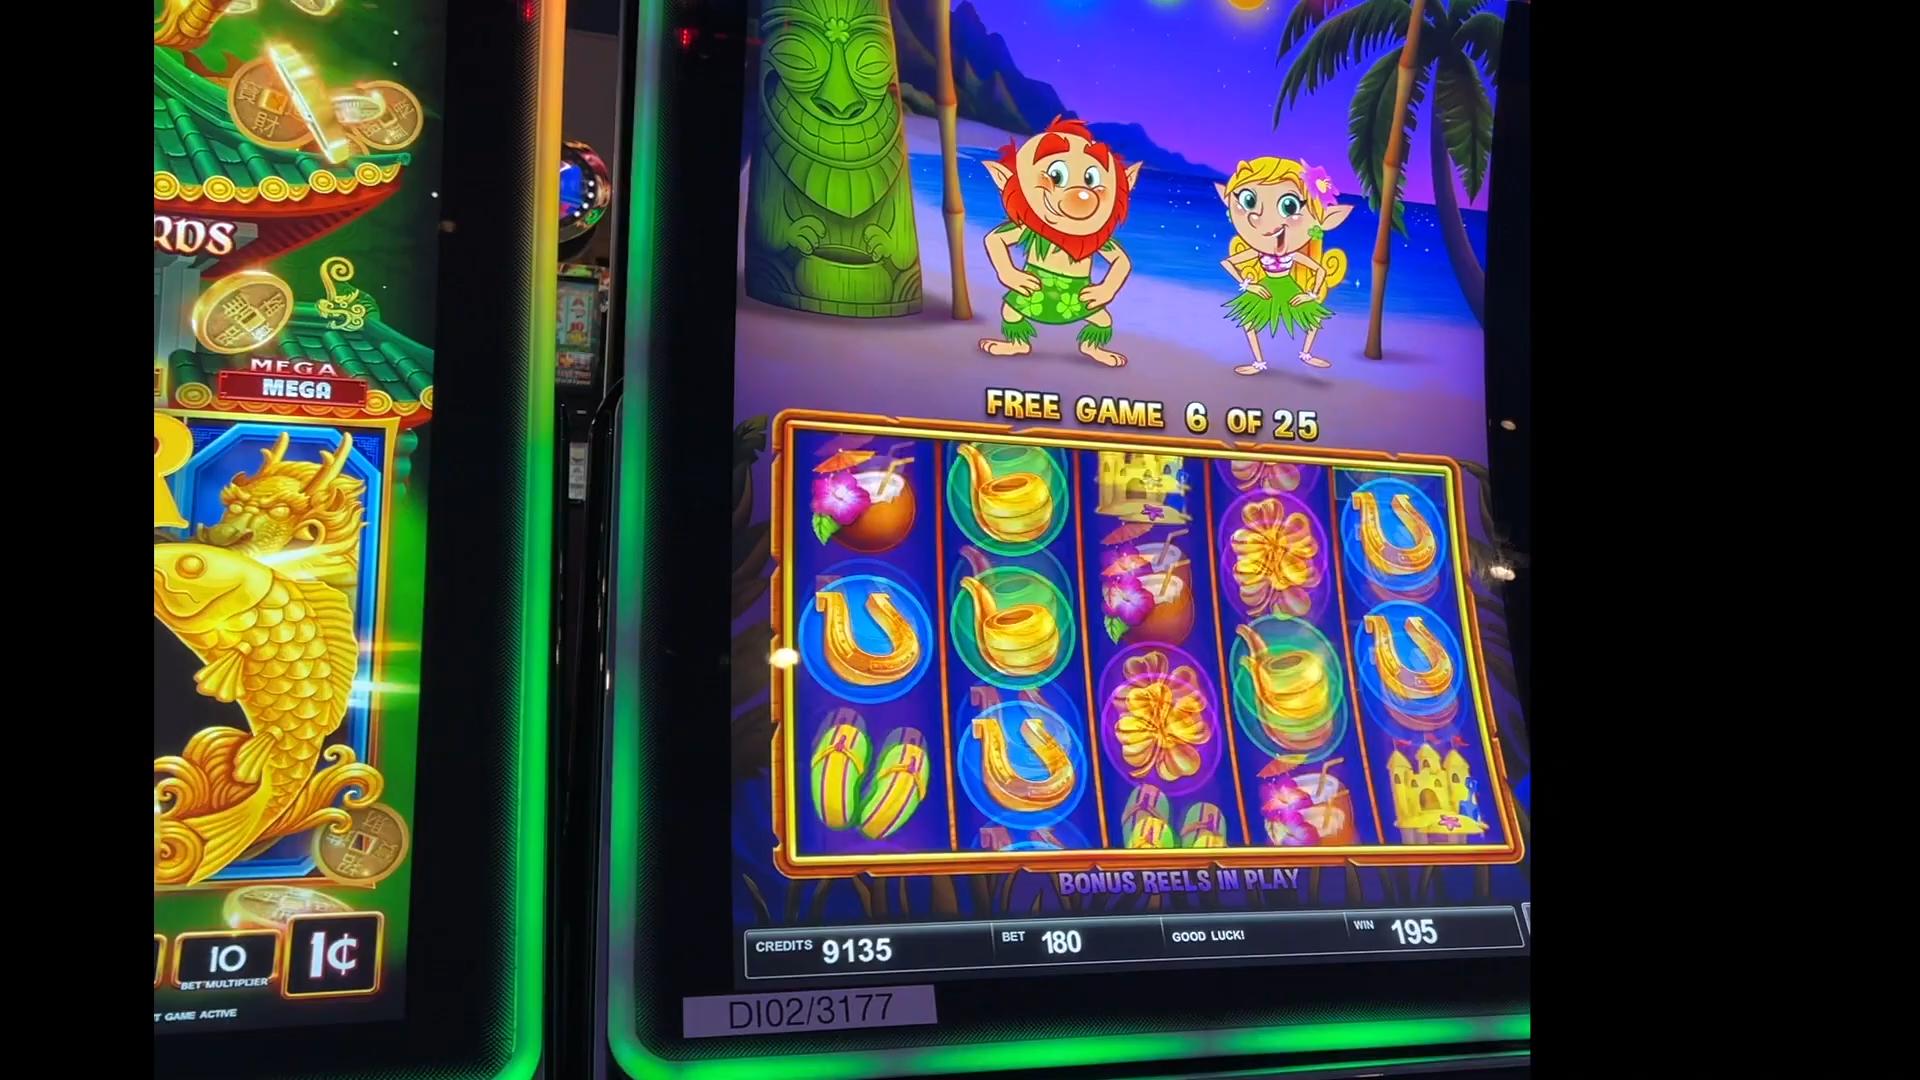 RDS
MEGA
MEGA
R
10
BET MULTIPLIER
1¢
T GAME ACTIVE
FREE GAME 6 OF 25
BONUS REELS IN PLAY
CREDITS 9135
BET 180
GOOD LUCK!
WIN 195
DI02/3177